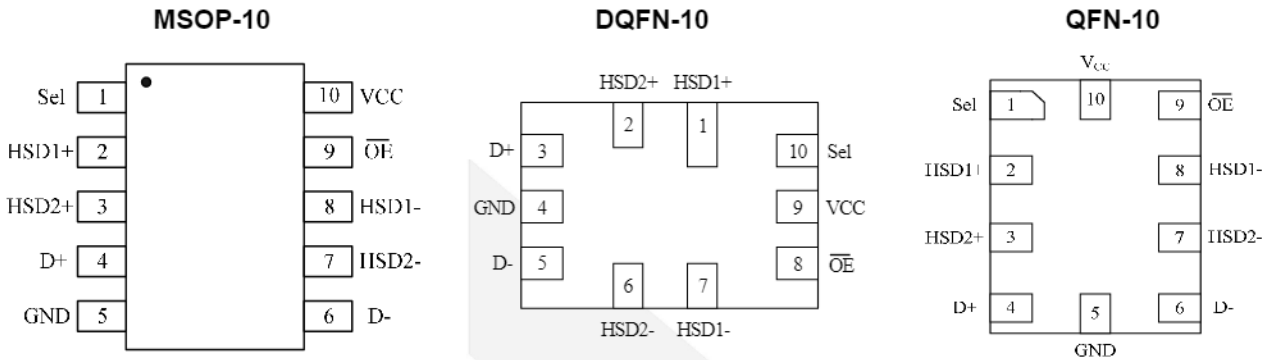 MSOP-10
Sel 1
HSD1+ 2
HSD2+ 3
D+ 4
GND 5
10 VCC
9 OE
8 HSD1-
7 HSD2-
6 D-
DQFN-10
HSD2+ HSD1+
2 1
D+ 3
GND 4
D- 5
10 Sel
9 VCC
8 OE
6 7
HSD2- HSD1-
QFN-10
VCC
10
Sel 1
HSD1+ 2
HSD2+ 3
D+ 4
9 OE
8 HSD1-
7 HSD2-
6 D-
5
GND